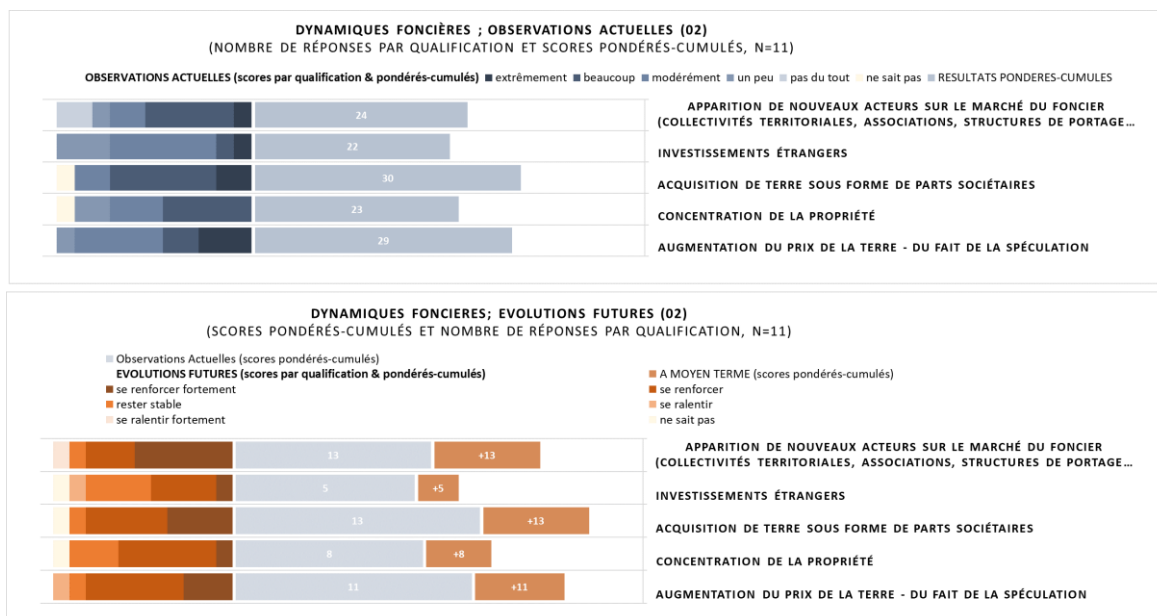 DYNAMIQUES FONCIÈRES ; OBSERVATIONS ACTUELLES (02)
(NOMBRE DE RÉPONSES PAR QUALIFICATION ET SCORES PONDÉRÉS-CUMULÉS, N=11)
OBSERVATIONS ACTUELLES (scores par qualification & pondérés-cumulés) extrêmement beaucoup modérément un peu pas du tout ne sait pas RESULTATS PONDERES-CUMULES
24
APPARITION DE NOUVEAUX ACTEURS SUR LE MARCHÉ DU FONCIER
(COLLECTIVITÉS TERRITORIALES, ASSOCIATIONS, STRUCTURES DE PORTAGE…
22
INVESTISSEMENTS ÉTRANGERS
30
ACQUISITION DE TERRE SOUS FORME DE PARTS SOCIÉTAIRES
23
CONCENTRATION DE LA PROPRIÉTÉ
29
AUGMENTATION DU PRIX DE LA TERRE - DU FAIT DE LA SPÉCULATION
DYNAMIQUES FONCIERES; EVOLUTIONS FUTURES (02)
(SCORES PONDÉRÉS-CUMULÉS ET NOMBRE DE RÉPONSES PAR QUALIFICATION, N=11)
Observations Actuelles (scores pondérés-cumulés)
EVOLUTIONS FUTURES (scores par qualification & pondérés-cumulés) A MOYEN TERME (scores pondérés-cumulés)
se renforcer fortement se renforcer
rester stable se ralentir
se ralentir fortement ne sait pas
13 +13
APPARITION DE NOUVEAUX ACTEURS SUR LE MARCHÉ DU FONCIER
(COLLECTIVITÉS TERRITORIALES, ASSOCIATIONS, STRUCTURES DE PORTAGE…
5 +5
INVESTISSEMENTS ÉTRANGERS
13 +13
ACQUISITION DE TERRE SOUS FORME DE PARTS SOCIÉTAIRES
8 +8
CONCENTRATION DE LA PROPRIÉTÉ
11 +11
AUGMENTATION DU PRIX DE LA TERRE - DU FAIT DE LA SPÉCULATION